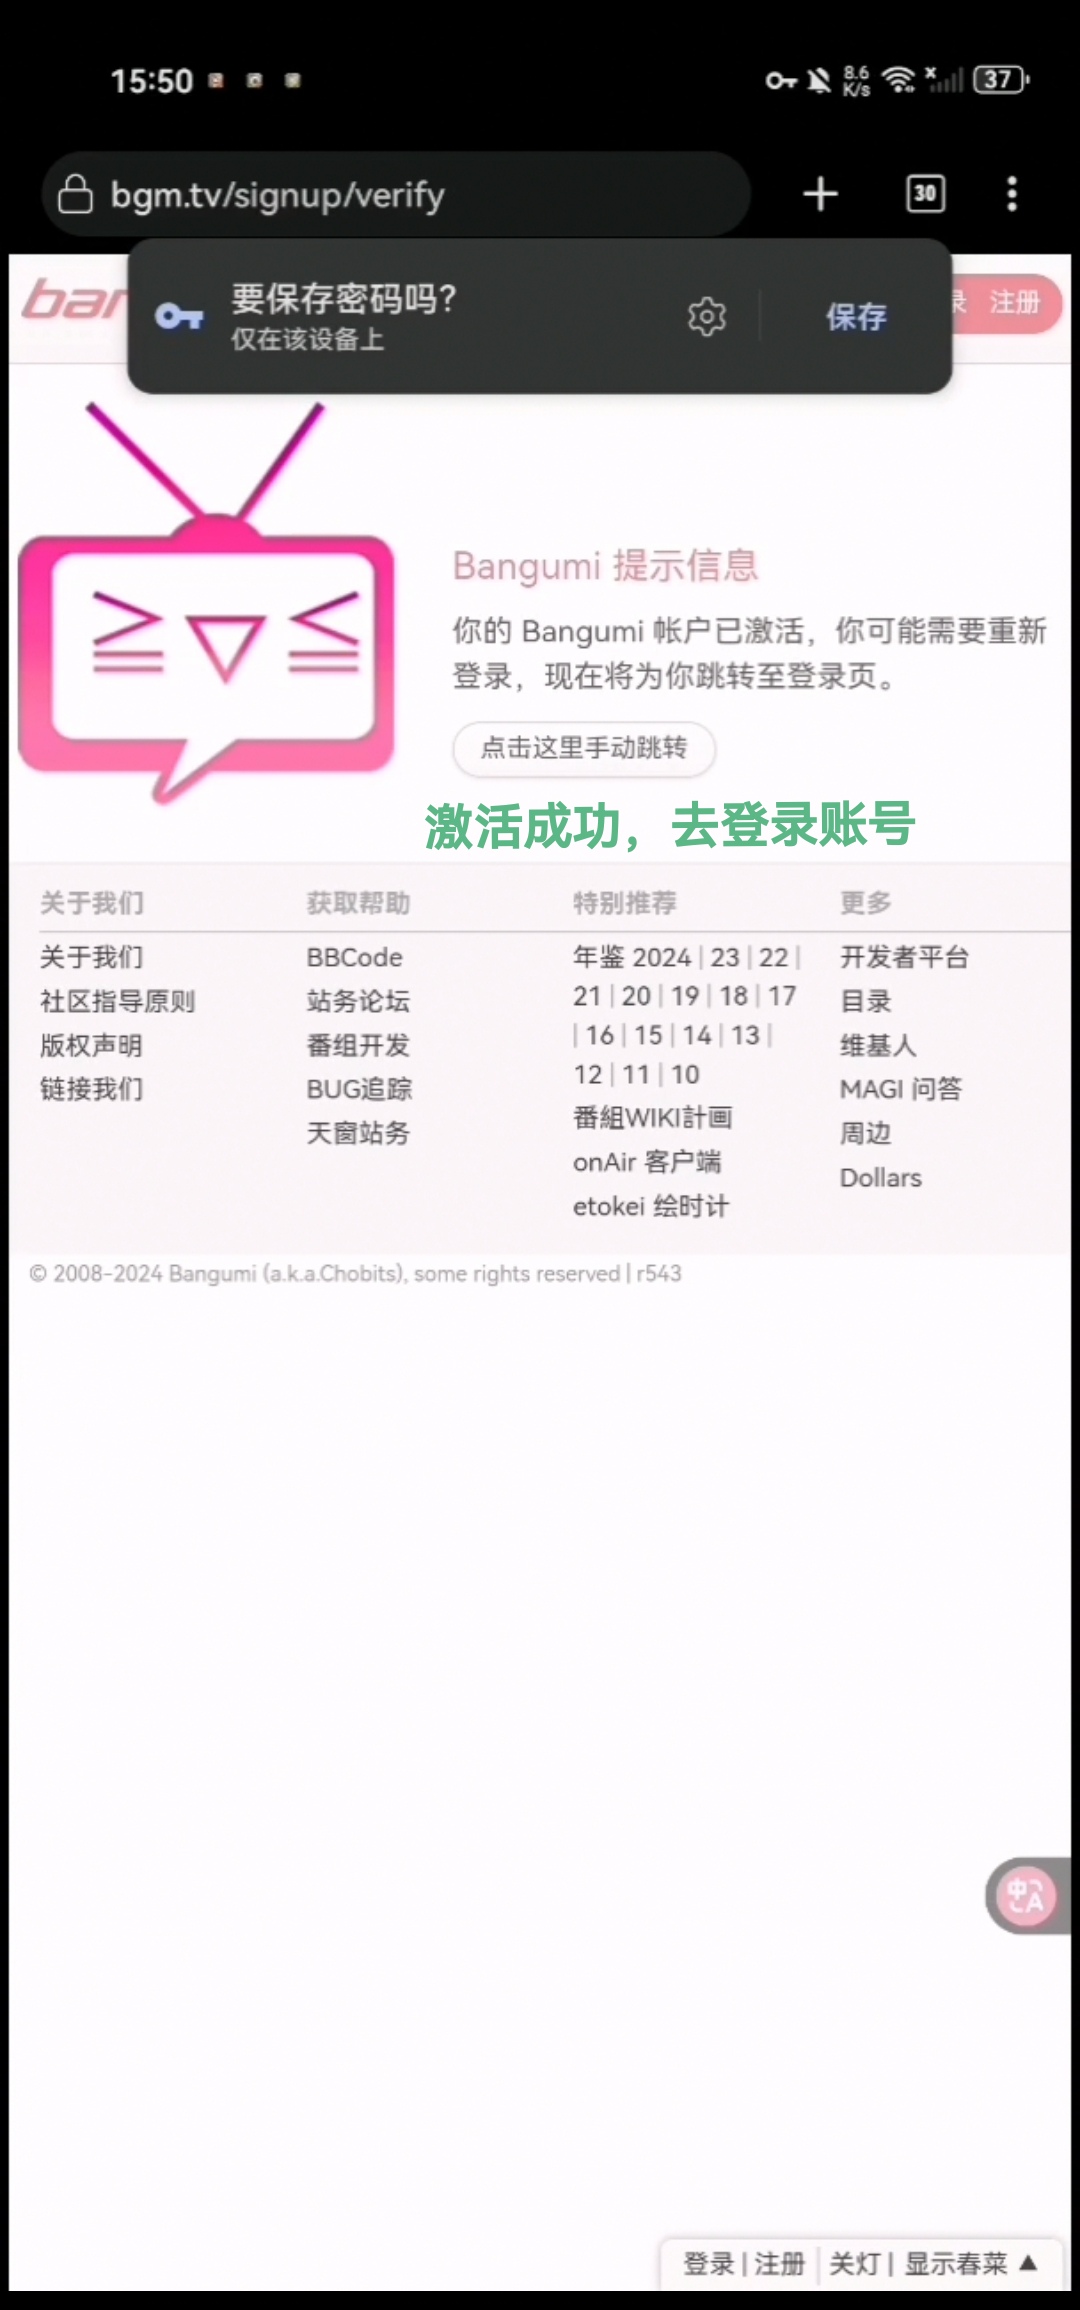 15:50
8.6
K/s
37
bgm.tv/signup/verify
30
要保存密码吗？
仅在该设备上
保存
注册
Bangumi 提示信息
你的 Bangumi 帐户已激活，你可能需要重新
登录，现在将为你跳转至登录页。
点击这里手动跳转
激活成功，去登录账号
关于我们
关于我们
社区指导原则
版权声明
链接我们
获取帮助
BBCode
站务论坛
番组开发
BUG追踪
天窗站务
特别推荐
年鉴 2024 | 23 | 22 |
21 | 20 | 19 | 18 | 17
| 16 | 15 | 14 | 13 |
12 | 11 | 10
番組WIKI計画
onAir 客户端
etokei 绘时计
更多
开发者平台
目录
维基人
MAGI 问答
周边
Dollars
© 2008-2024 Bangumi (a.k.a.Chobits), some rights reserved | r543
中A
登录 | 注册 关灯 | 显示春菜 ▲